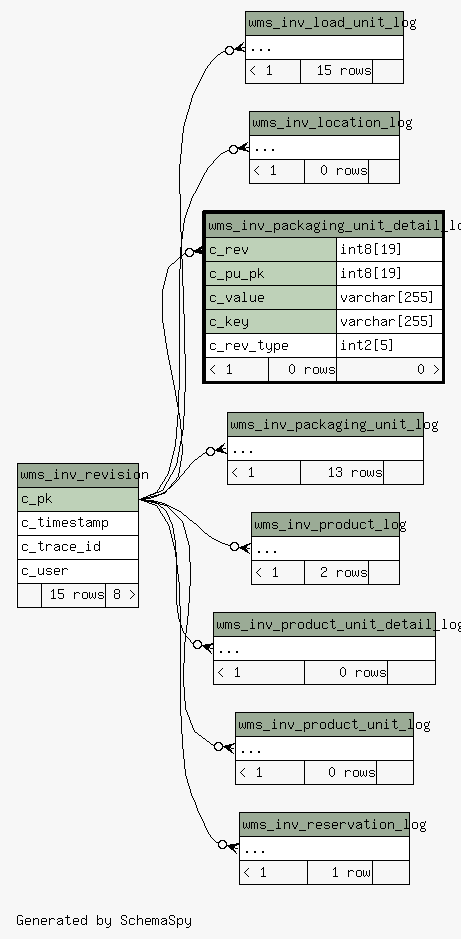 wms_inv_load_unit_log
...
< 1 15 rows
wms_inv_location_log
...
< 1 0 rows
wms_inv_packaging_unit_detail_lo
c_rev int8[19]
c_pu_pk int8[19]
c_value varchar[255]
c_key varchar[255]
c_rev_type int2[5]
< 1 0 rows 0 >
wms_inv_packaging_unit_log
...
< 1 13 rows
wms_inv_revision
c_pk
c_timestamp
c_trace_id
c_user
15 rows 8 >
wms_inv_product_log
...
< 1 2 rows
wms_inv_product_unit_detail_log
...
< 1 0 rows
wms_inv_product_unit_log
...
< 1 0 rows
wms_inv_reservation_log
...
< 1 1 row
Generated by SchemaSpy